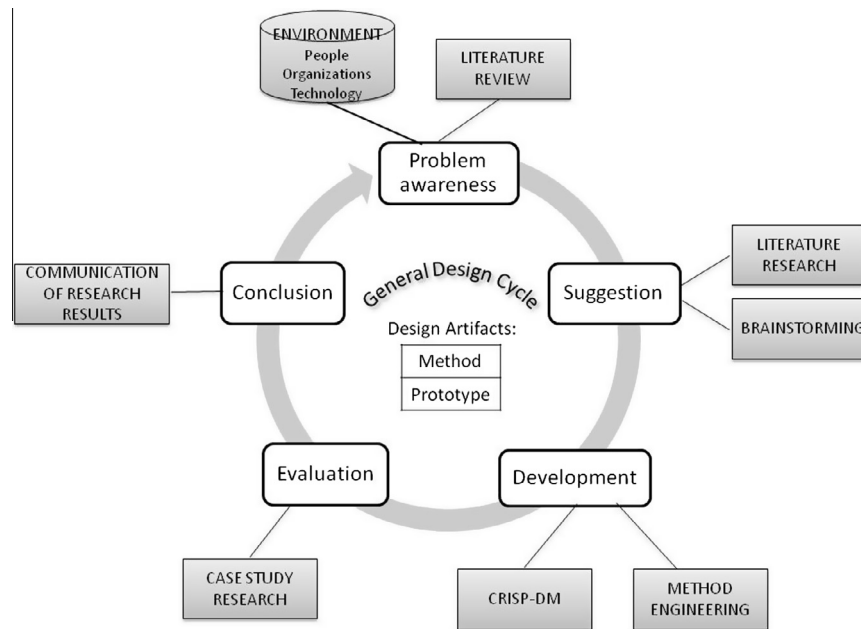 ENVIRONMENT
People
Organizations
Technology
LITERATURE
REVIEW
Problem
awareness
LITERATURE
RESEARCH
BRAINSTORMING
Suggestion
COMMUNICATION
OF RESEARCH
RESULTS
Conclusion
General Design Cycle
Design Artifacts:
Method
Prototype
Evaluation
Development
CASE STUDY
RESEARCH
CRISP-DM
METHOD
ENGINEERING